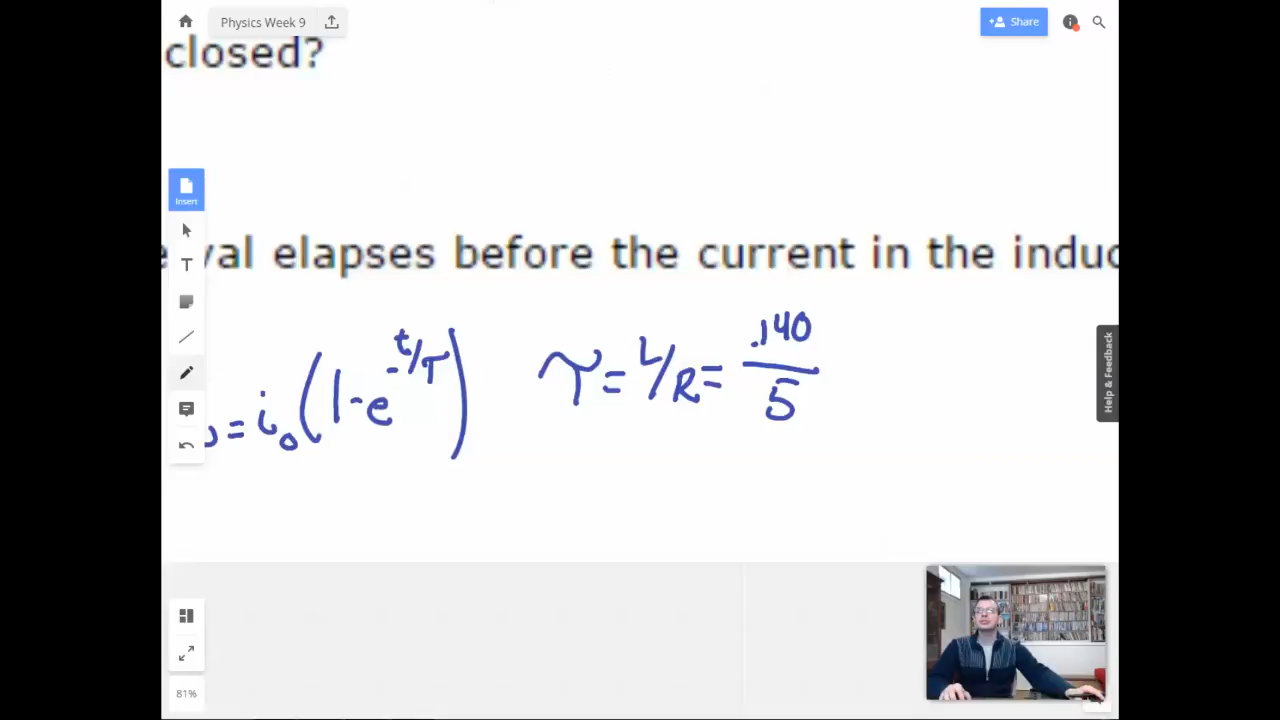 Physics Week 9
Share
closed?
Insert
val elapses before the current in the induc
= i₀(1-e^-t/τ) τ = L/R = .140/5
Help & Feedback
81%